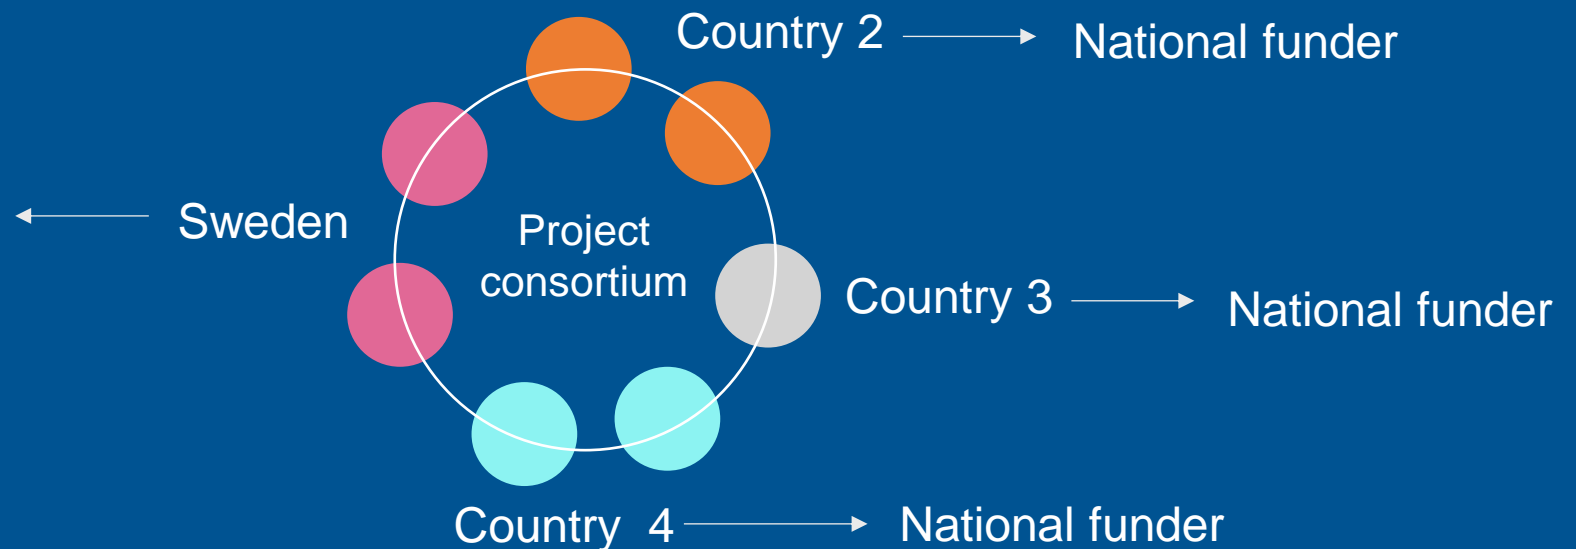 Country 2
National funder
Sweden
Project
consortium
Country 3
National funder
Country  4
National funder